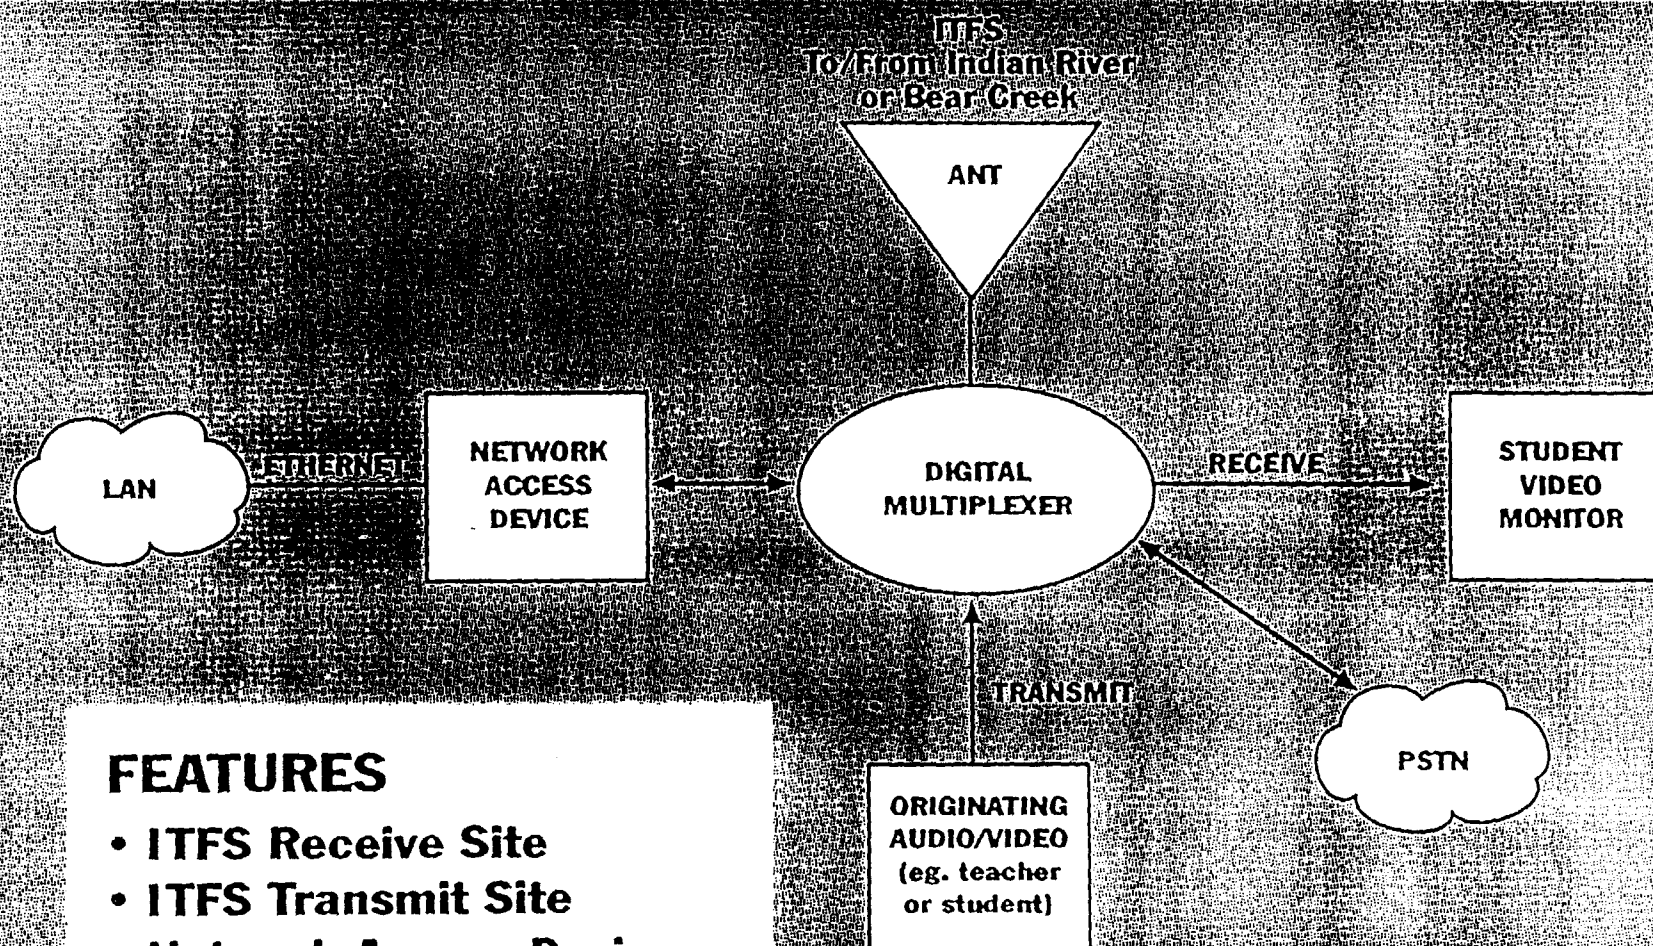 ITFS
To/From Indian River
or Bear Creek
ANT
LAN
ETHERNET
NETWORK
ACCESS
DEVICE
DIGITAL
MULTIPLEXER
RECEIVE
STUDENT
VIDEO
MONITOR
TRANSMIT
PSTN
ORIGINATING
AUDIO/VIDEO
(eg. teacher
or student)
FEATURES
• ITFS Receive Site
• ITFS Transmit Site